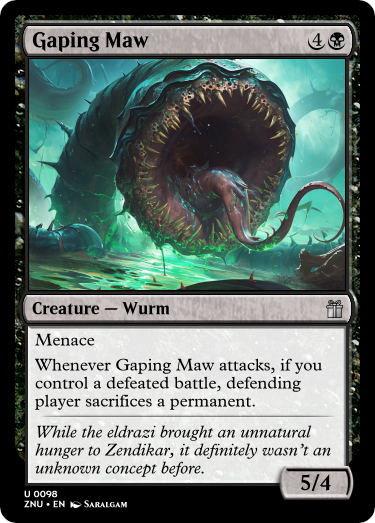 Gaping Maw 4
Creature — Wurm
Menace
Whenever Gaping Maw attacks, if you
control a defeated battle, defending
player sacrifices a permanent.
While the eldrazi brought an unnatural
hunger to Zendikar, it definitely wasn't an
unknown concept before.
5/4
U 0098
ZNU • EN Saralgam